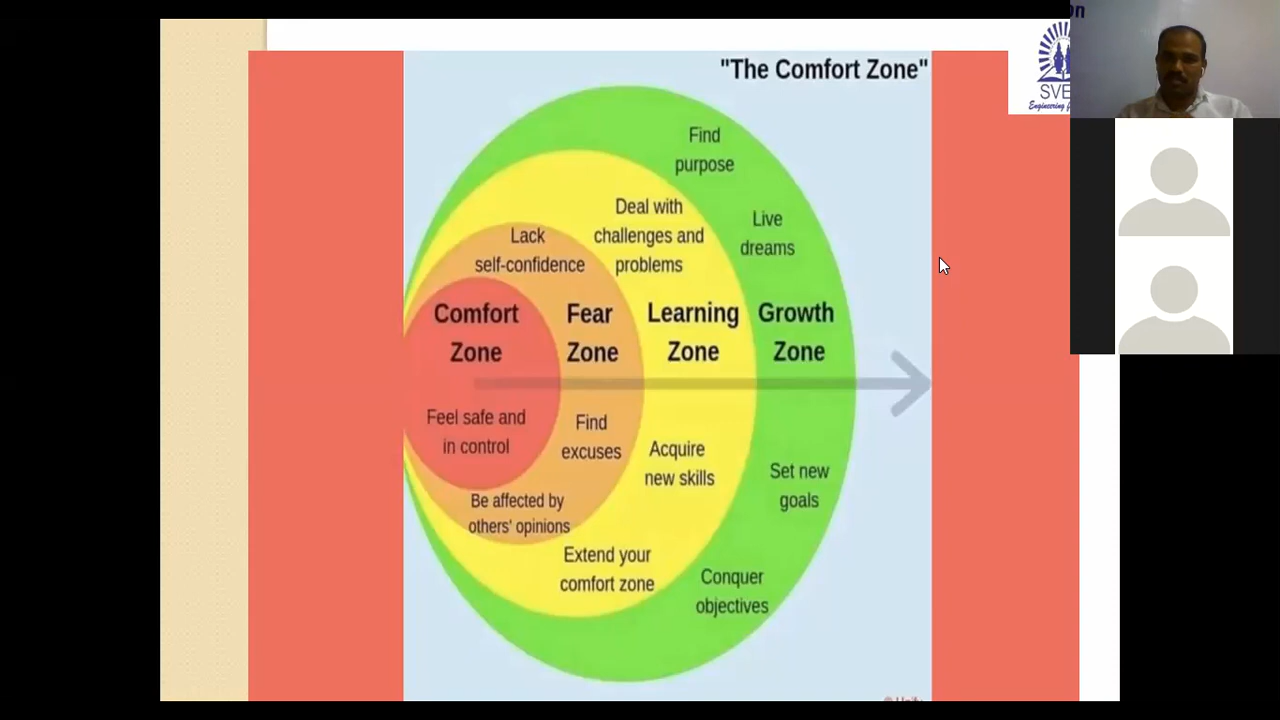 "The Comfort Zone"
Find
purpose
Deal with
challenges and
problems
Live
dreams
Lack
self-confidence
Comfort
Zone
Fear
Zone
Learning
Zone
Growth
Zone
Feel safe and
in control
Find
excuses
Acquire
new skills
Set new
goals
Be affected by
others' opinions
Extend your
comfort zone
Conquer
objectives
SVE
Engineering